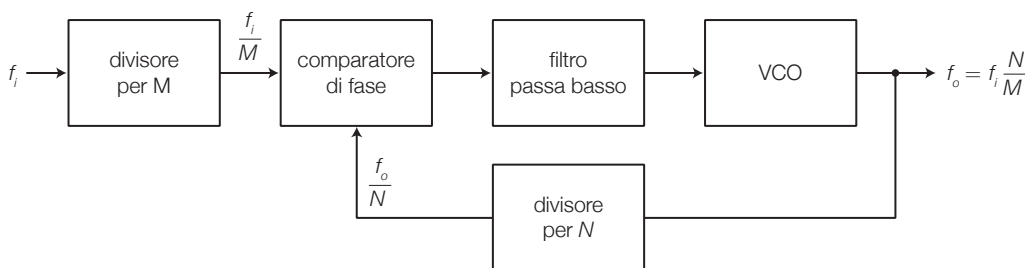 f_i
divisore
per M
f_i/M
comparatore
di fase
filtro
passa basso
VCO
f_o = f_i N/M
f_o/N
divisore
per N